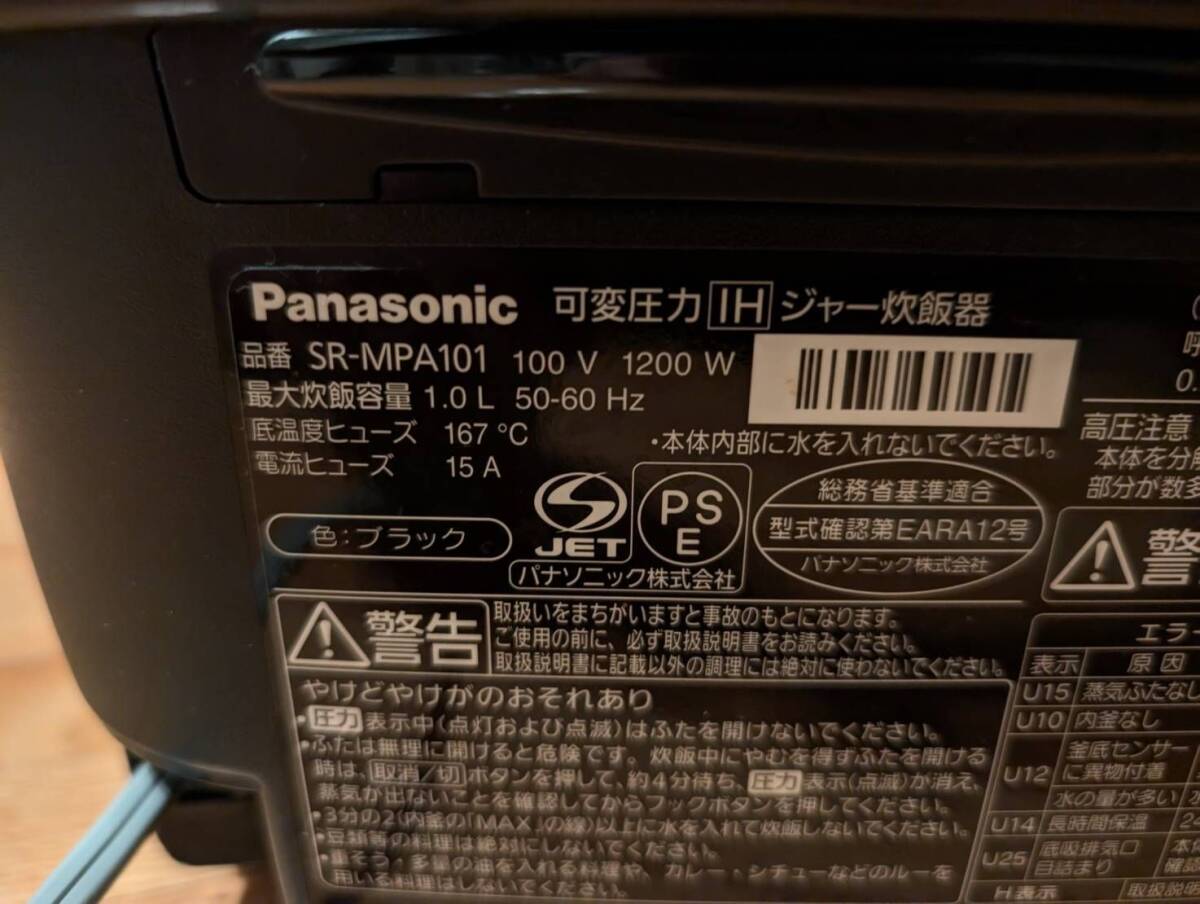 Panasonic 可変圧力 IH ジャー炊飯器
品番 SR-MPA101 100 V 1200 W
最大炊飯容量 1.0 L 50-60 Hz
低温度ヒューズ 167 °C
電流ヒューズ 15 A
・本体内部に水を入れないでください。
色:ブラック
JET
PS
E
パナソニック株式会社
総務省基準適合
型式確認第EARA12号
パナソニック株式会社
高圧注意
本体を分解
部分が数多
警告
取扱いをまちがいますと事故のもとになります。
ご使用の前に、必ず取扱説明書をお読みください。
取扱説明書に記載以外の調理には絶対に使わないでください。
やけどやけがのおそれあり
・圧力表示中(点灯および点滅)はふたを開けないでください。
・ふたは無理に開けると危険です。炊飯中にやむを得ずふたを開ける
時は、取消/切ボタンを押して、約4分待ち、圧力表示(点滅)が消え、
蒸気が出ないことを確認してからフックボタンを押してください。
・3分の2(内釜の「MAX」の線)以上に水を入れて炊飯しないでください。
・豆類等の料理は絶対にしないでください。
・重そう・多量の油を入れる料理や、カレー・シチューなどのルーを
用いる料理はしないでください。
警
エラー
表示 原因
U15 蒸気ふたなし
U10 内釜なし
U12 釜底センサー
に異物付着
水の量が多い
U14 長時間保温
U25 底吸排気口
目詰まり
H表示 取扱説明